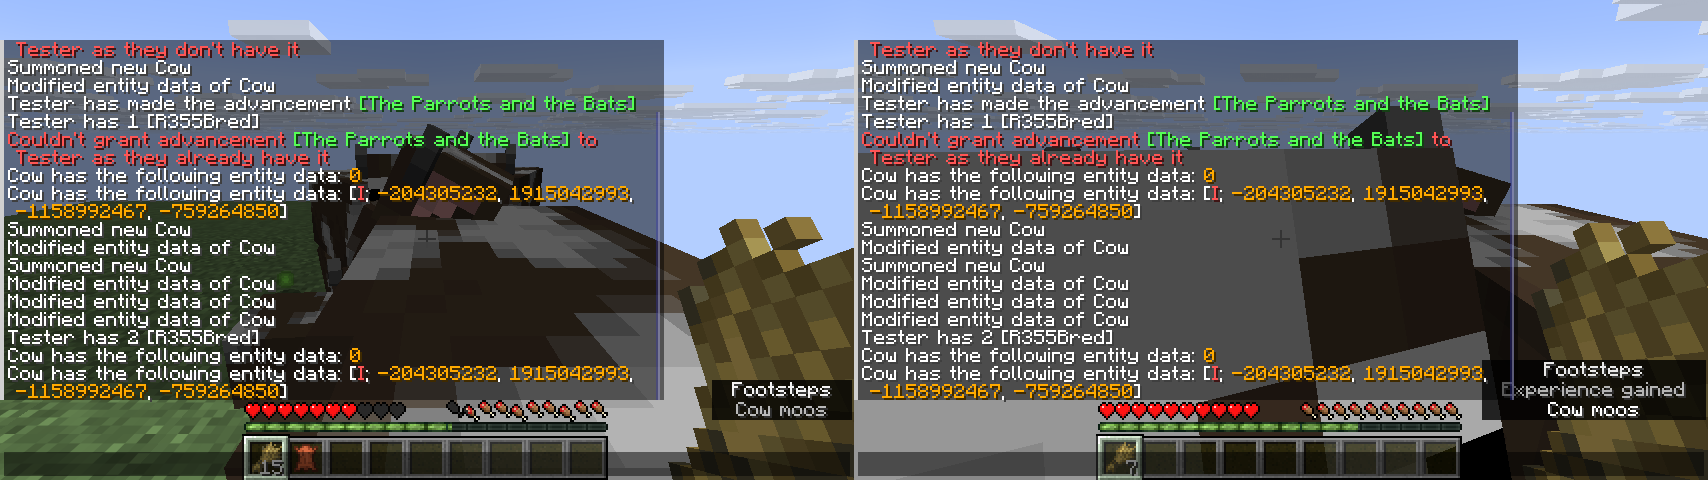 Tester as they don't have it
Summoned new Cow
Modified entity data of Cow
Tester has made the advancement [The Parrots and the Bats]
Tester has 1 [R355Bred]
Couldn't grant advancement [The Parrots and the Bats] to
Tester as they already have it
Cow has the following entity data: 0
Cow has the following entity data: [I; -204305232, 1915042993,
-1158992467, -759264850]
Summoned new Cow
Modified entity data of Cow
Summoned new Cow
Modified entity data of Cow
Modified entity data of Cow
Modified entity data of Cow
Tester has 2 [R355Bred]
Cow has the following entity data: 0
Cow has the following entity data: [I; -204305232, 1915042993,
-1158992467, -759264850]
Footsteps
Cow moos
15
Tester as they don't have it
Summoned new Cow
Modified entity data of Cow
Tester has made the advancement [The Parrots and the Bats]
Tester has 1 [R355Bred]
Couldn't grant advancement [The Parrots and the Bats] to
Tester as they already have it
Cow has the following entity data: 0
Cow has the following entity data: [I; -204305232, 1915042993,
-1158992467, -759264850]
Summoned new Cow
Modified entity data of Cow
Summoned new Cow
Modified entity data of Cow
Modified entity data of Cow
Modified entity data of Cow
Tester has 2 [R355Bred]
Cow has the following entity data: 0
Cow has the following entity data: [I; -204305232, 1915042993,
-1158992467, -759264850]
Footsteps
Experience gained
Cow moos
7